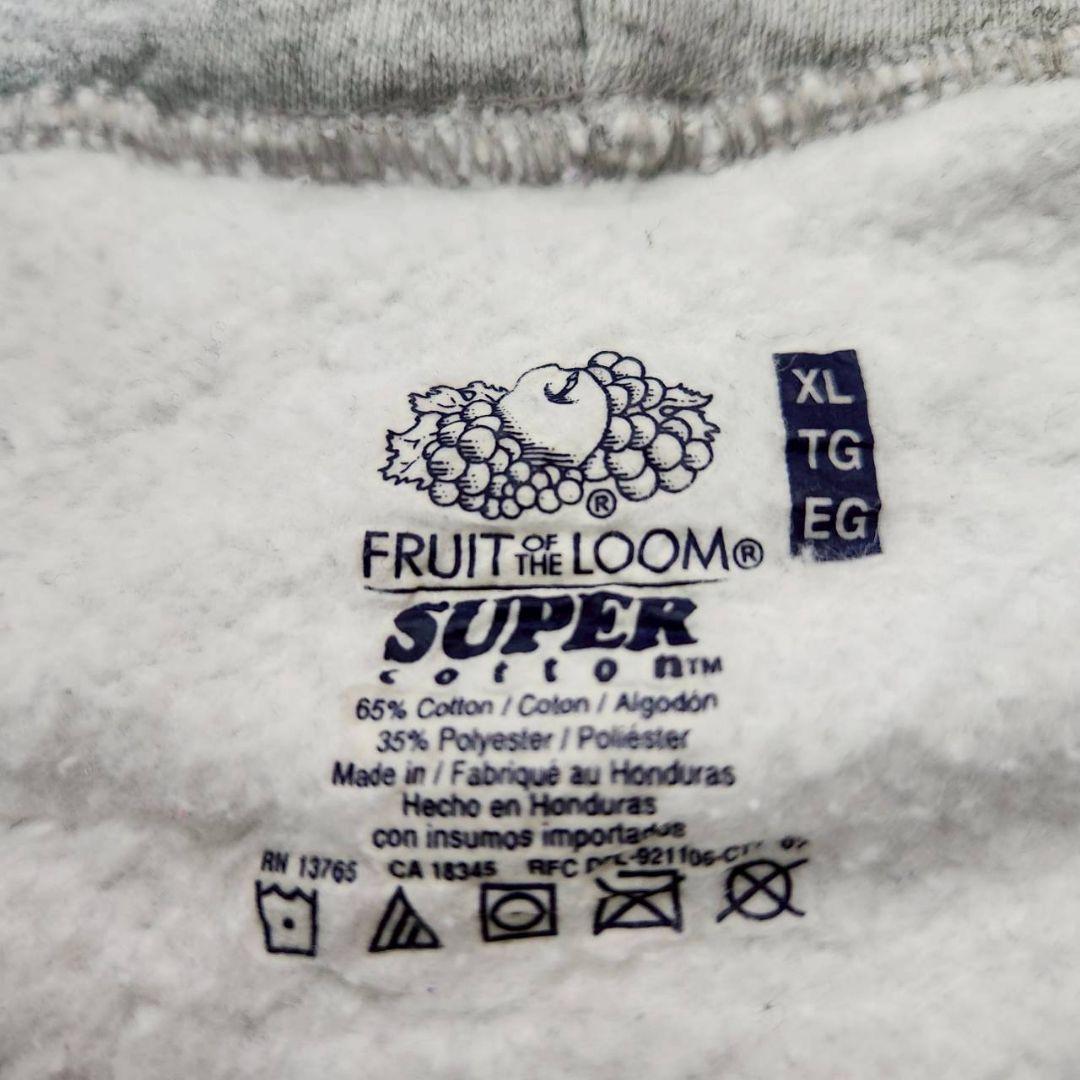 XL
TG
EG
®
FRUIT OF THE LOOM®
SUPER
cotton™
65% Cotton / Coton / Algodón
35% Polyester / Poliéster
Made in / Fabriqué au Honduras
Hecho en Honduras
con insumos importados
RN 13765 CA 18345 RFC